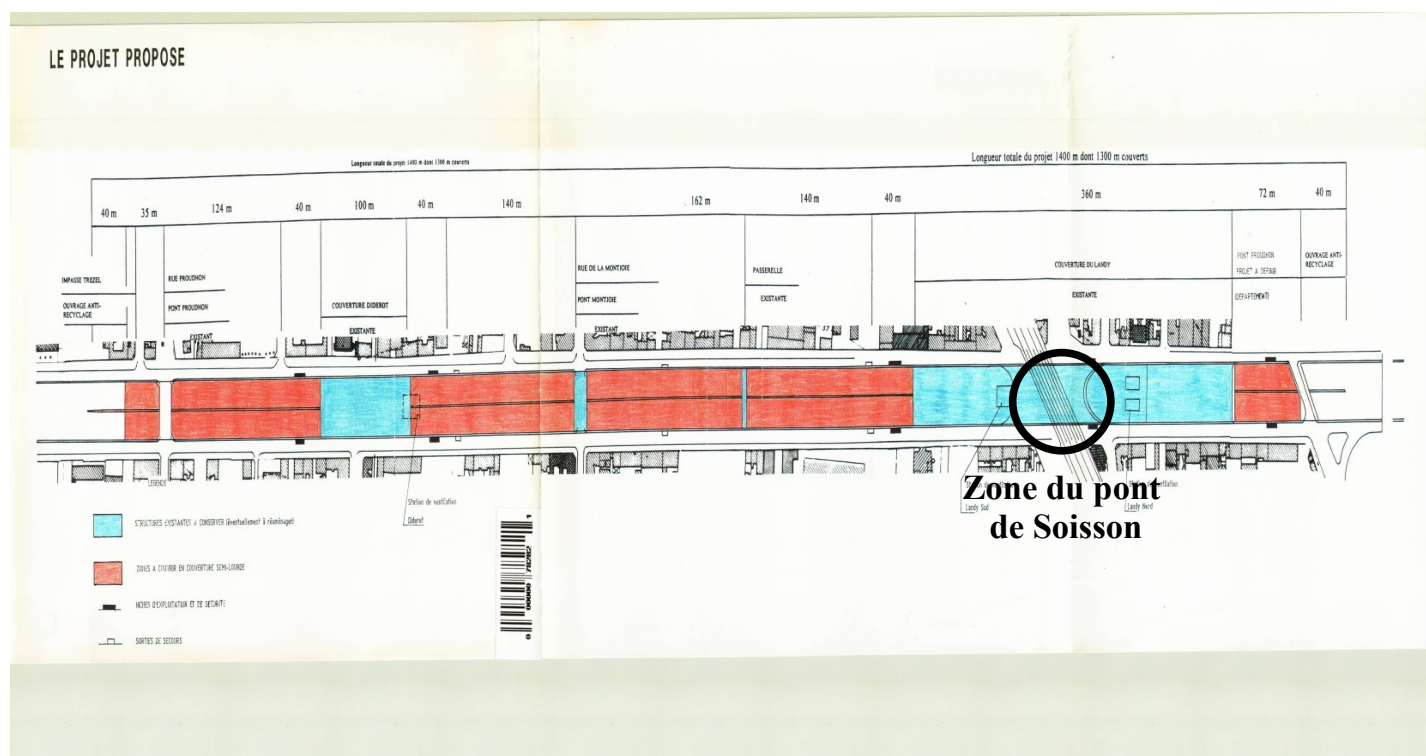 LE PROJET PROPOSE
Longueur totale du projet 1400 m dont 1300 m couverts
Longueur totale du projet 1400 m dont 1300 m couverts
40 m
35 m
124 m
40 m
100 m
40 m
140 m
162 m
140 m
40 m
360 m
72 m
40 m
IMPASSE TREZEL
OUVRAGE ANTI-
RECYCLAGE
RUE PROUDHON
PONT PROUDHON
EXISTANT
COUVERTURE DIDEROT
EXISTANTE
RUE DE LA MONTJOIE
PONT MONTJOIE
EXISTANT
PASSERELLE
EXISTANTE
COUVERTURE DU LANDY
EXISTANTE
PONT PROUDHON
PROJET A DEFINIR
(DEPARTEMENT)
OUVRAGE ANTI-
RECYCLAGE
Station de ventilation
Diderot
Landy Sud
Station de ventilation
Landy Nord
Zone du pont
de Soisson
LEGENDE
STRUCTURES EXISTANTES A CONSERVER (éventuellement à réaménager)
ZONES A COUVRIR EN COUVERTURE SEMI-LOURDE
NICHES D'EXPLOITATION ET DE SECURITE
SORTIES DE SECOURS